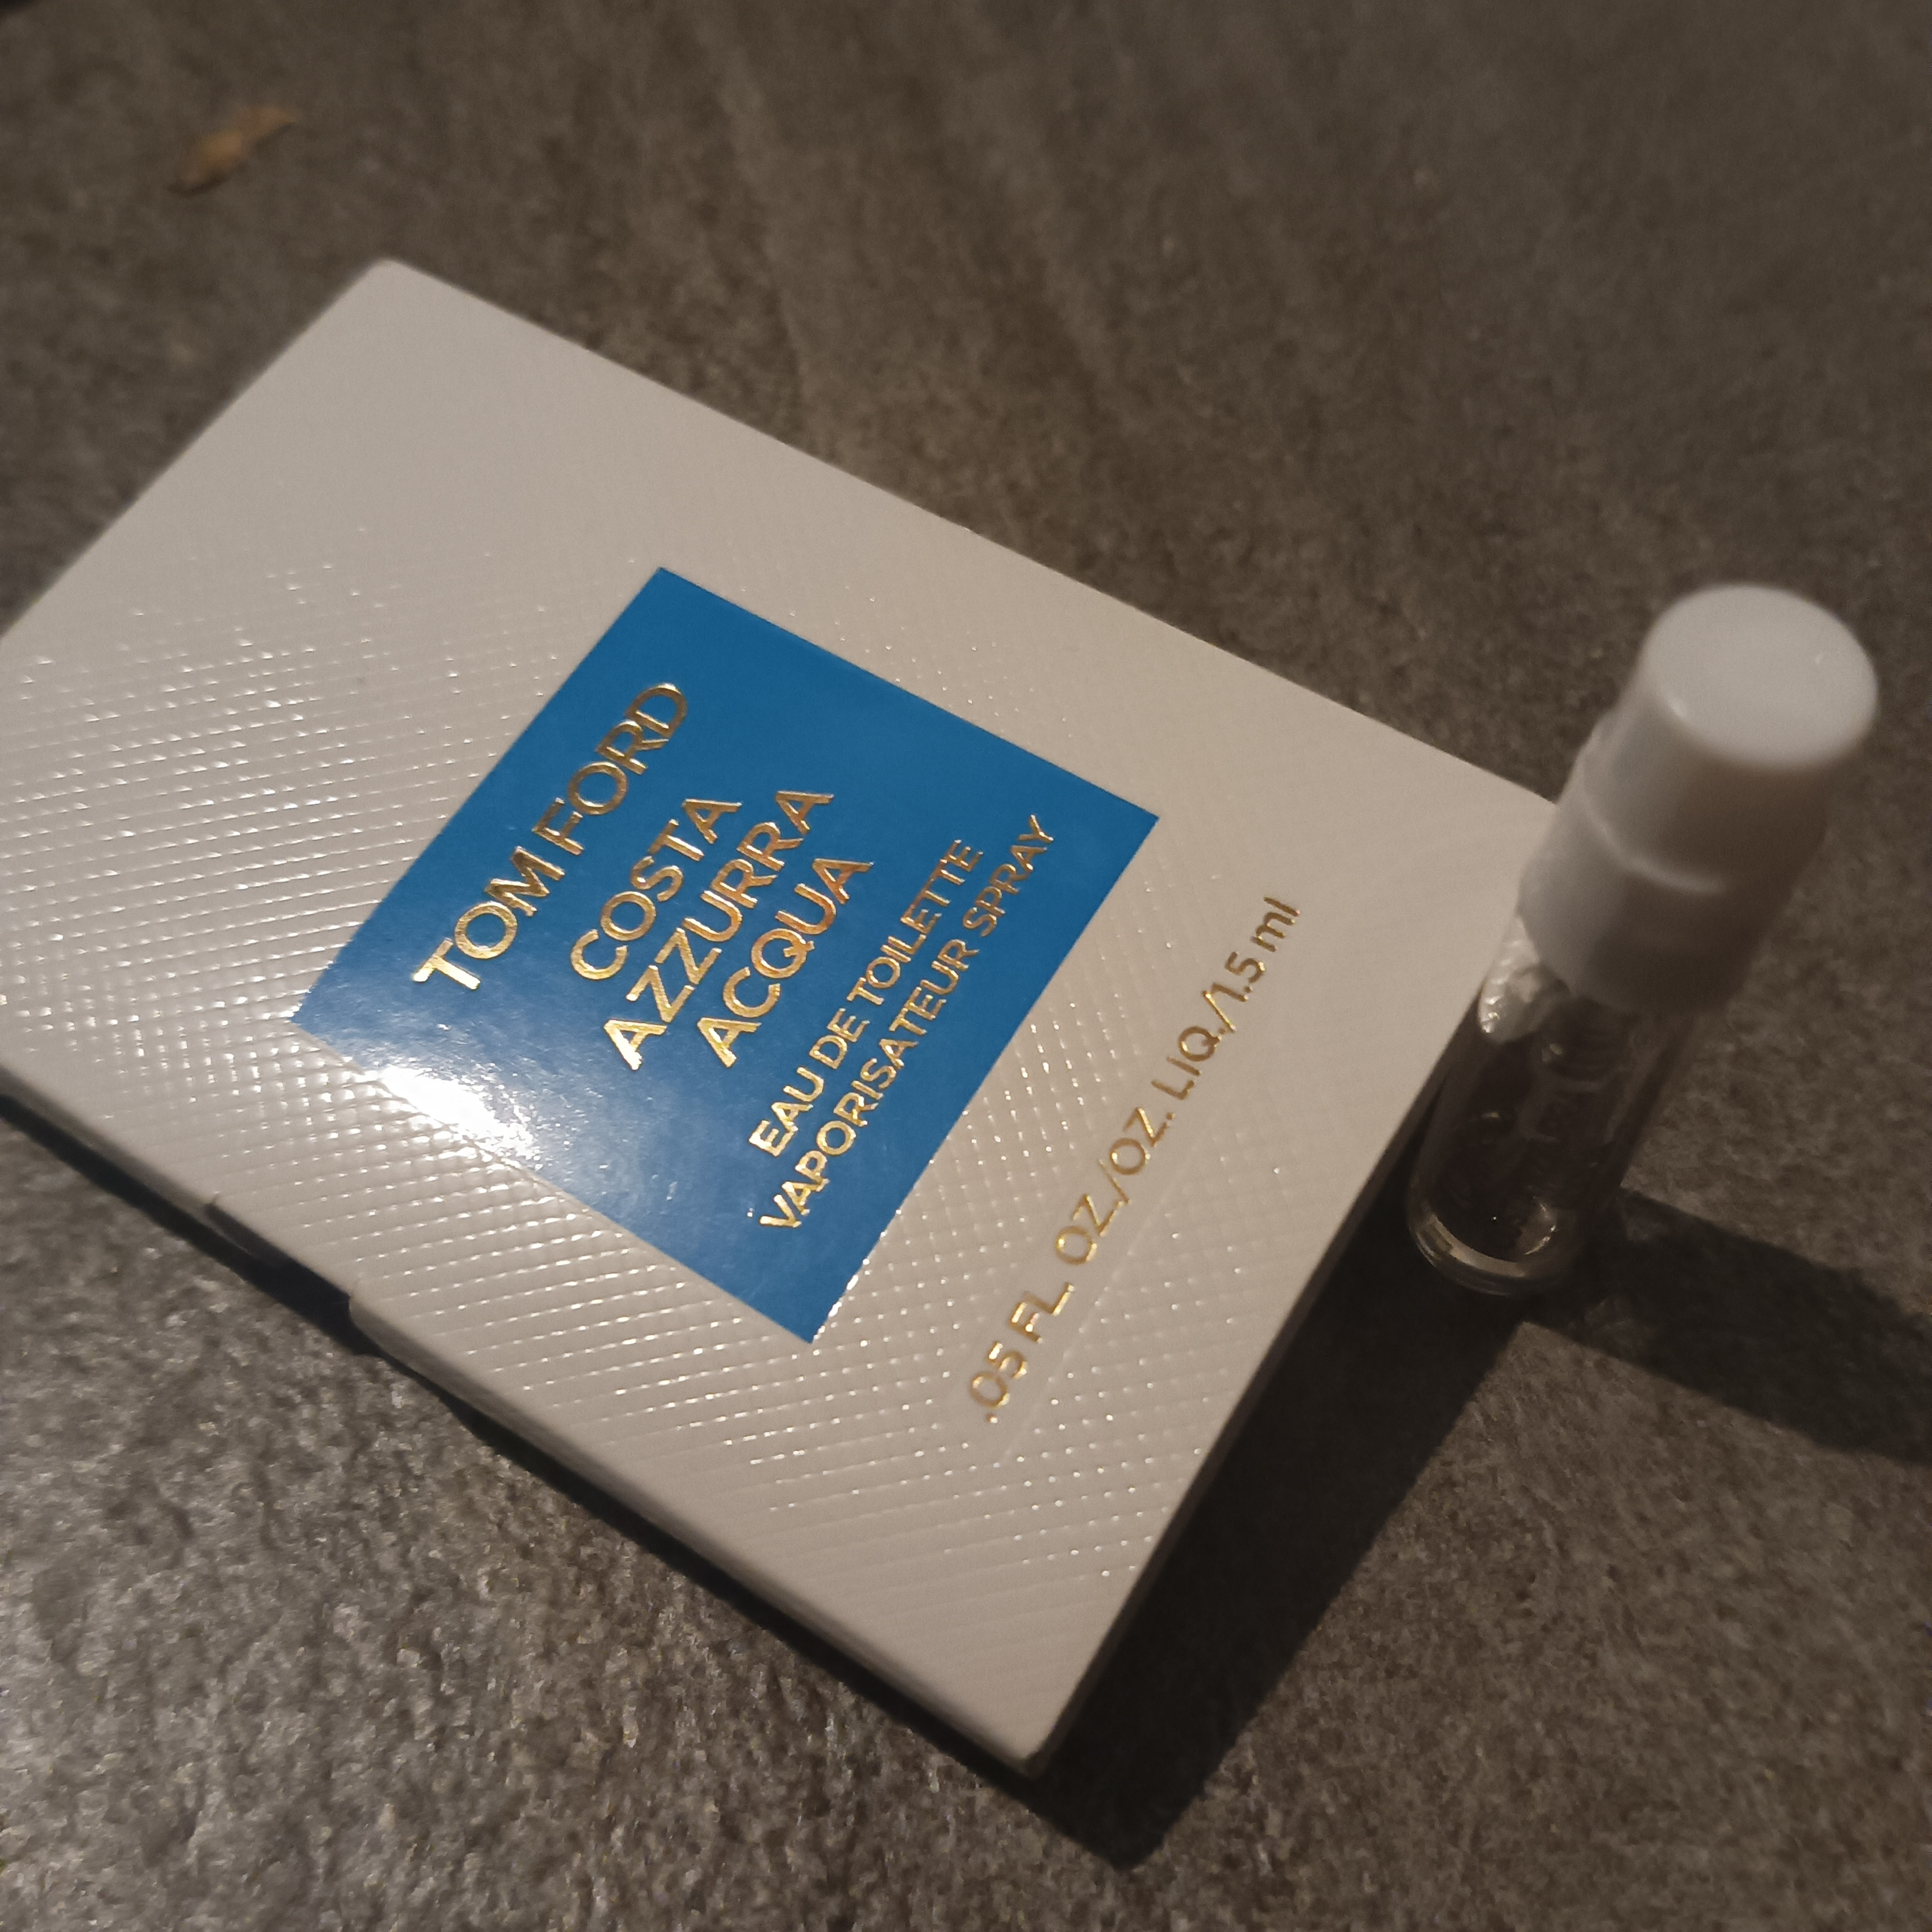 TOM FORD
COSTA
AZZURRA
ACQUA
EAU DE TOILETTE
VAPORISATEUR SPRAY
.05 FL. OZ./OZ. LIQ./1.5 ml